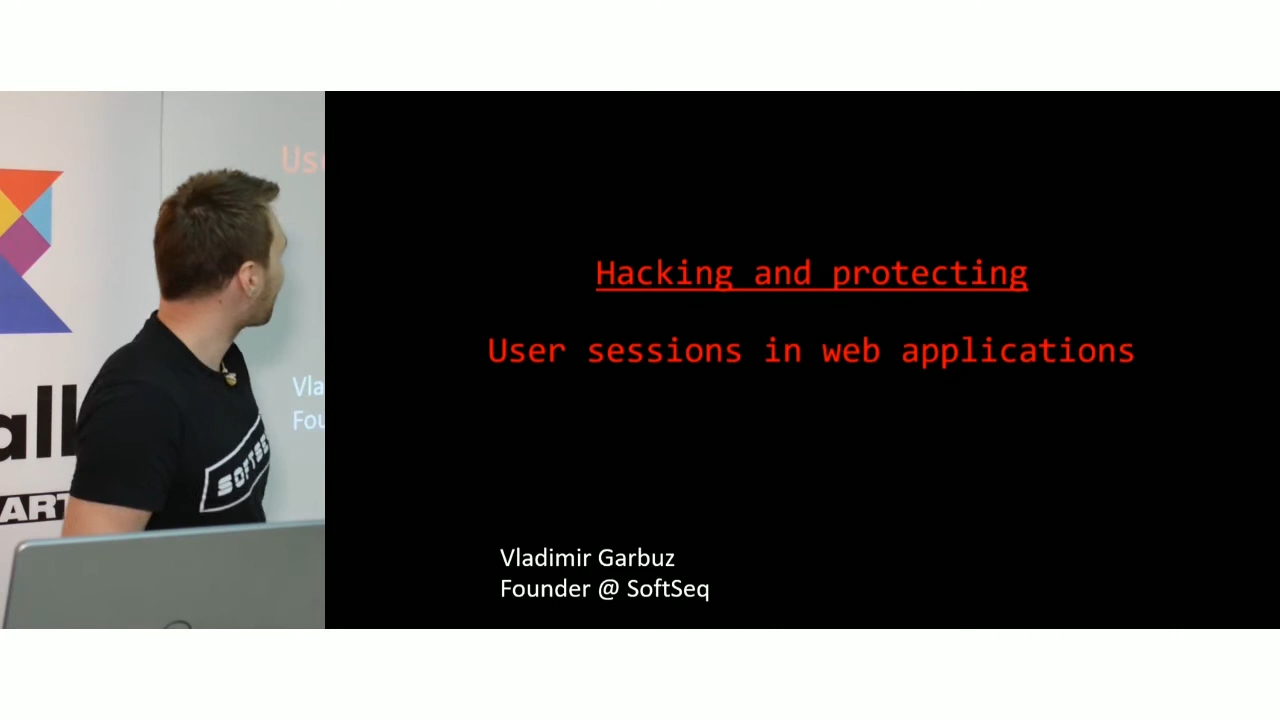 Hacking and protecting
User sessions in web applications
Vladimir Garbuz
Founder @ SoftSeq